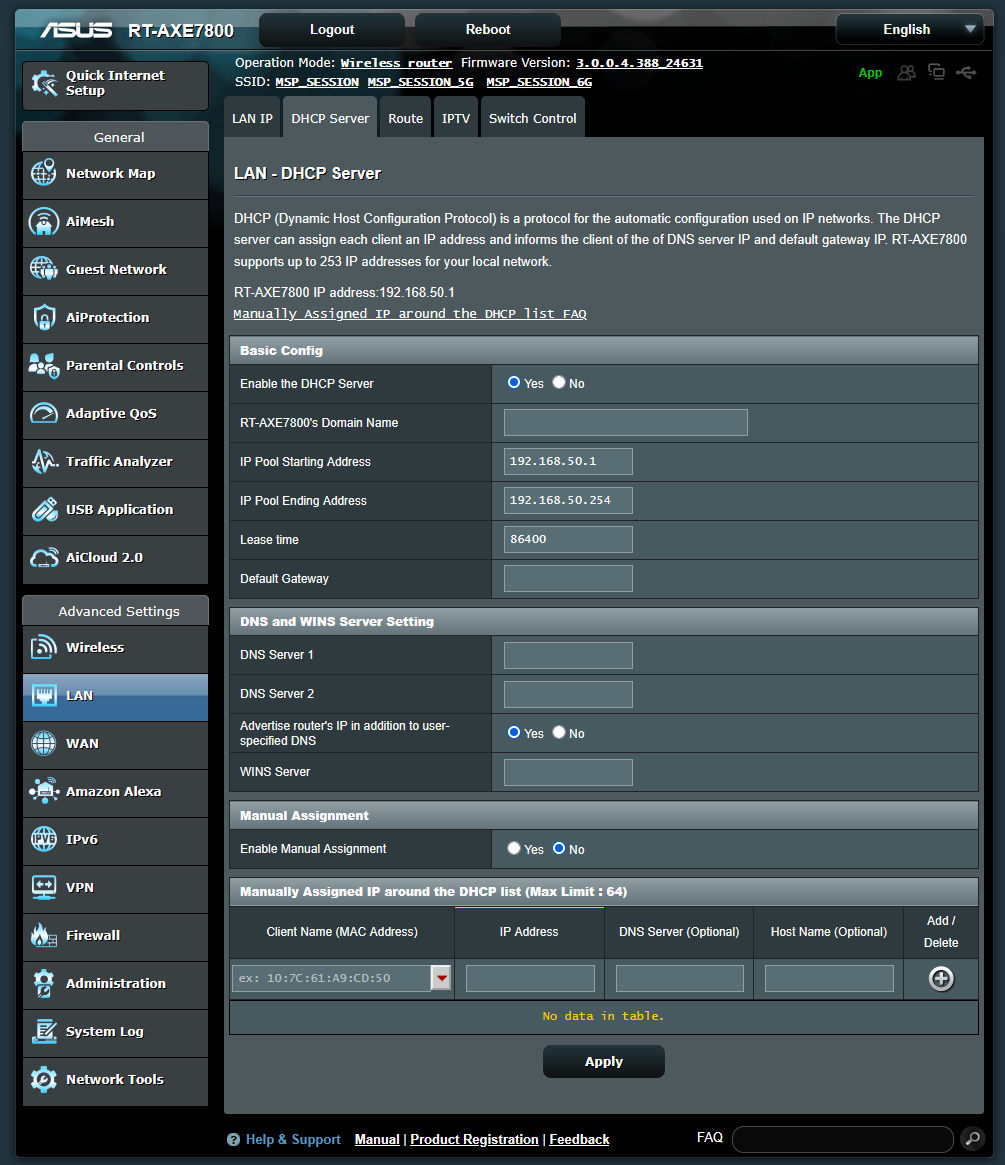 ASUS RT-AXE7800 Logout Reboot English
Operation Mode: Wireless router Firmware Version: 3.0.0.4.388_24631
SSID: MSP_SESSION MSP_SESSION_5G MSP_SESSION_6G
App
Quick Internet
Setup
General
Network Map
AiMesh
Guest Network
AiProtection
Parental Controls
Adaptive QoS
Traffic Analyzer
USB Application
AiCloud 2.0
Advanced Settings
Wireless
LAN
WAN
Amazon Alexa
IPv6
VPN
Firewall
Administration
System Log
Network Tools
LAN IP DHCP Server Route IPTV Switch Control
LAN - DHCP Server
DHCP (Dynamic Host Configuration Protocol) is a protocol for the automatic configuration used on IP networks. The DHCP
server can assign each client an IP address and informs the client of the of DNS server IP and default gateway IP. RT-AXE7800
supports up to 253 IP addresses for your local network.
RT-AXE7800 IP address:192.168.50.1
Manually Assigned IP around the DHCP list FAQ
Basic Config
Enable the DHCP Server Yes No
RT-AXE7800's Domain Name
IP Pool Starting Address 192.168.50.1
IP Pool Ending Address 192.168.50.254
Lease time 86400
Default Gateway
DNS and WINS Server Setting
DNS Server 1
DNS Server 2
Advertise router's IP in addition to user-
specified DNS Yes No
WINS Server
Manual Assignment
Enable Manual Assignment Yes No
Manually Assigned IP around the DHCP list (Max Limit : 64)
Client Name (MAC Address) IP Address DNS Server (Optional) Host Name (Optional) Add /
Delete
ex: 10:7C:61:A9:CD:50
No data in table.
Apply
? Help & Support Manual | Product Registration | Feedback FAQ